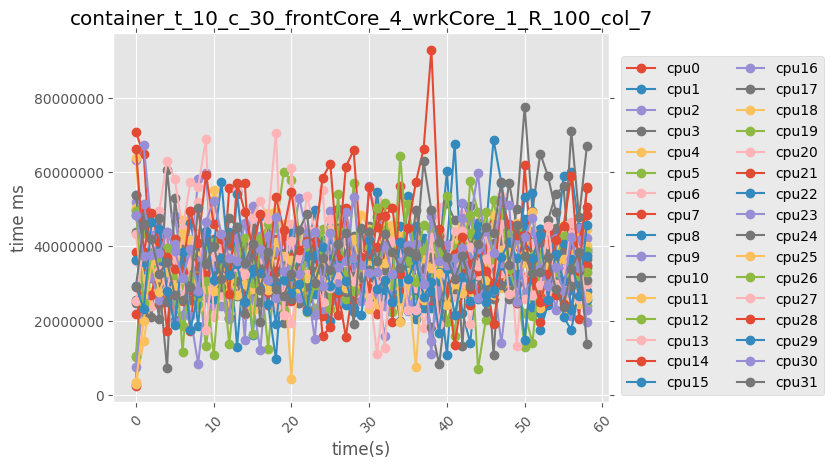 container_t_10_c_30_frontCore_4_wrkCore_1_R_100_col_7
time ms
80000000
60000000
40000000
20000000
0
0
10
20
30
40
50
60
time(s)
cpu0
cpu1
cpu2
cpu3
cpu4
cpu5
cpu6
cpu7
cpu8
cpu9
cpu10
cpu11
cpu12
cpu13
cpu14
cpu15
cpu16
cpu17
cpu18
cpu19
cpu20
cpu21
cpu22
cpu23
cpu24
cpu25
cpu26
cpu27
cpu28
cpu29
cpu30
cpu31